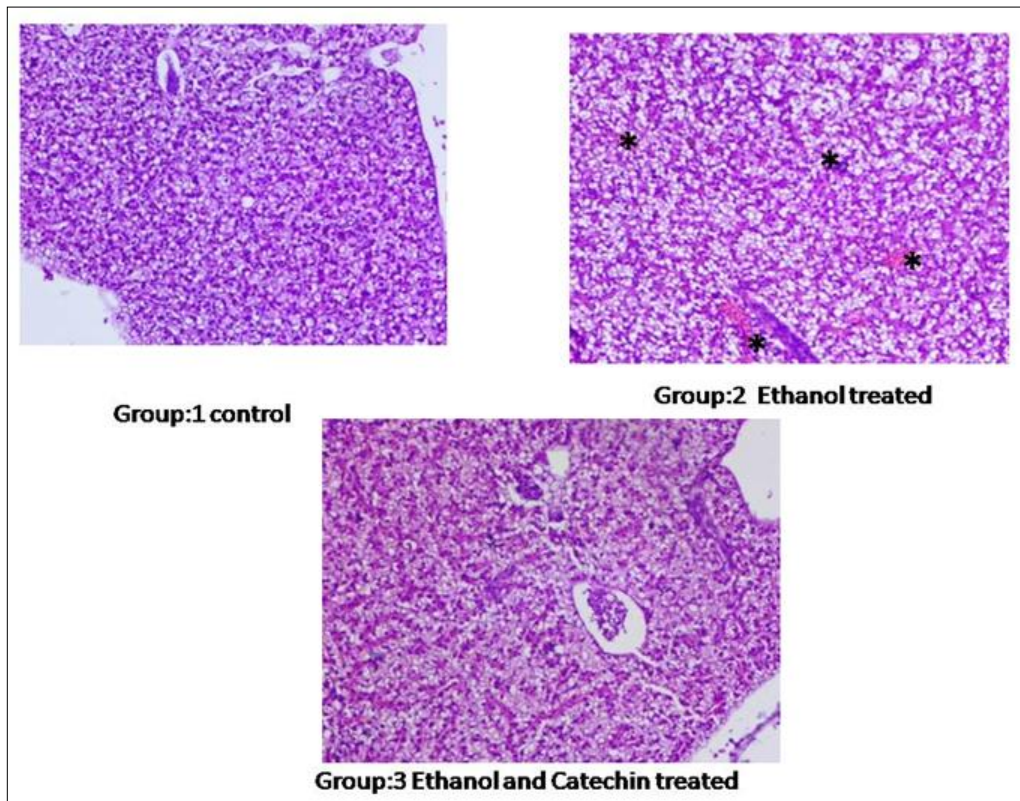 Group:1 control
Group:2 Ethanol treated
Group:3 Ethanol and Catechin treated